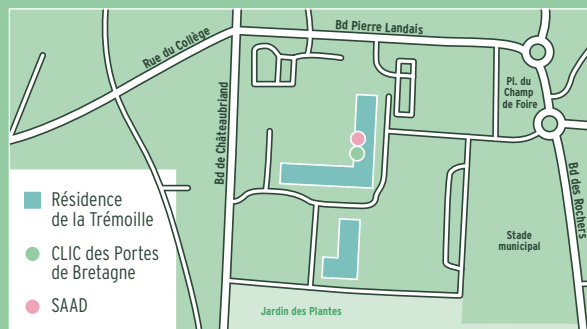 Bd Pierre Landais
Rue du Collège
Pl. du
Champ
de Foire
Bd de Châteaubriand
Bd des Rochers
Résidence
de la Trémoille
CLIC des Portes
de Bretagne
SAAD
Stade
municipal
Jardin des Plantes